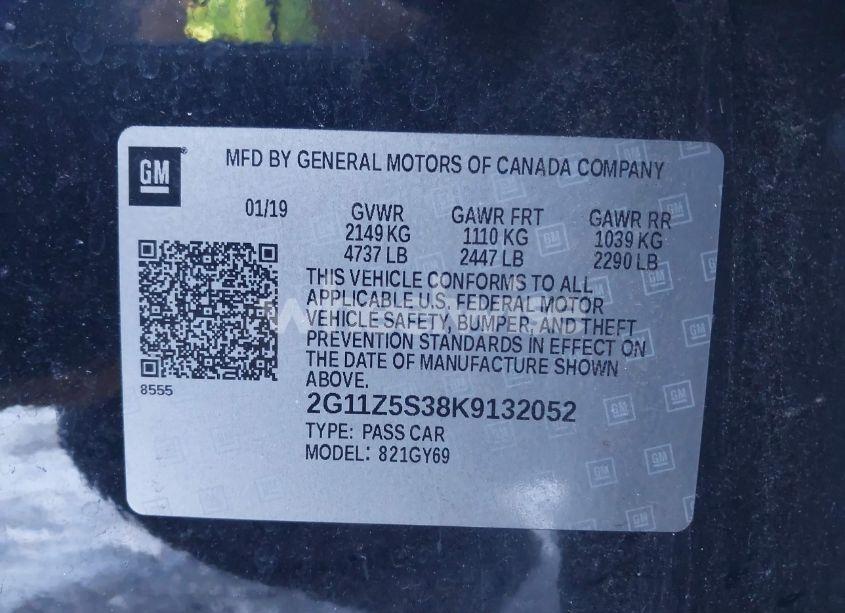 GM
MFD BY GENERAL MOTORS OF CANADA COMPANY
01/19
GVWR GAWR FRT GAWR RR
2149 KG 1110 KG 1039 KG
4737 LB 2447 LB 2290 LB
THIS VEHICLE CONFORMS TO ALL
APPLICABLE U.S. FEDERAL MOTOR
VEHICLE SAFETY, BUMPER, AND THEFT
PREVENTION STANDARDS IN EFFECT ON
THE DATE OF MANUFACTURE SHOWN
ABOVE.
8555
2G11Z5S38K9132052
TYPE: PASS CAR
MODEL: 821GY69